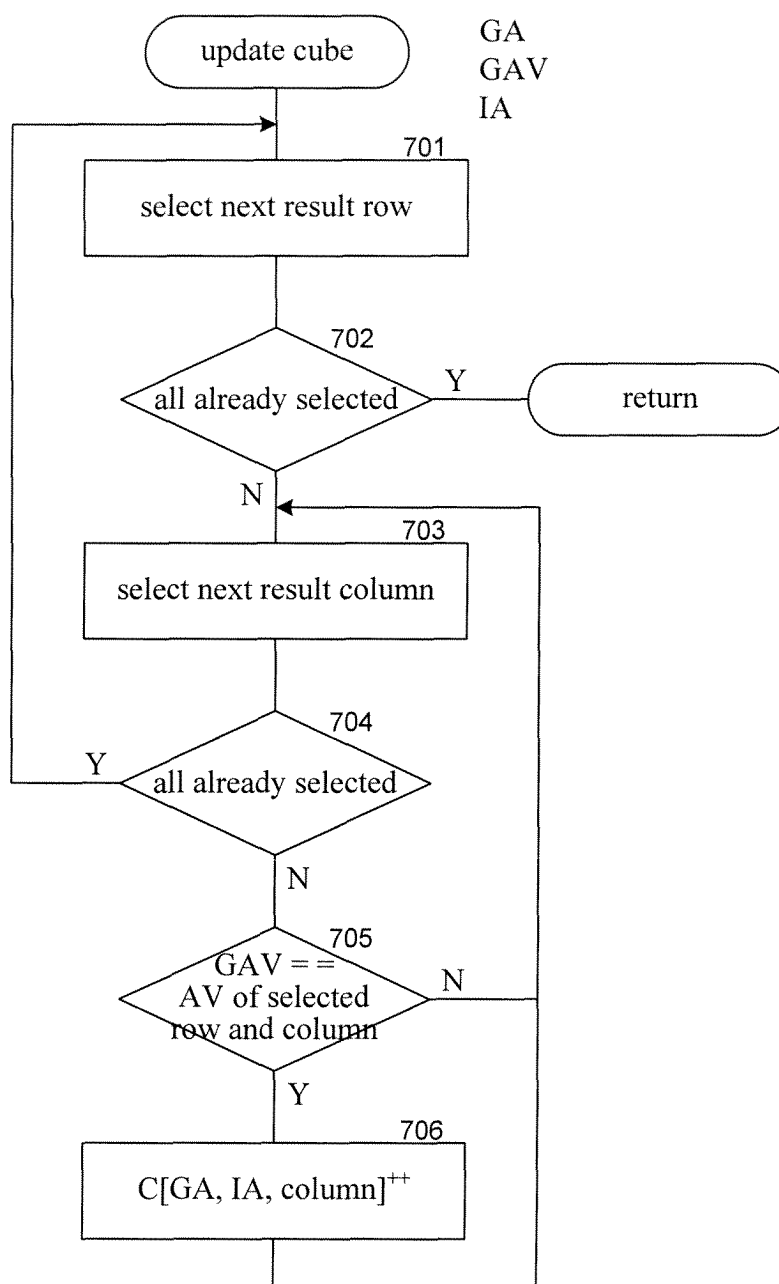 update cube
GA
GAV
IA
701
select next result row
702
all already selected
Y
return
N
703
select next result column
704
Y
all already selected
N
705
GAV = =
AV of selected
row and column
N
Y
706
C[GA, IA, column]++